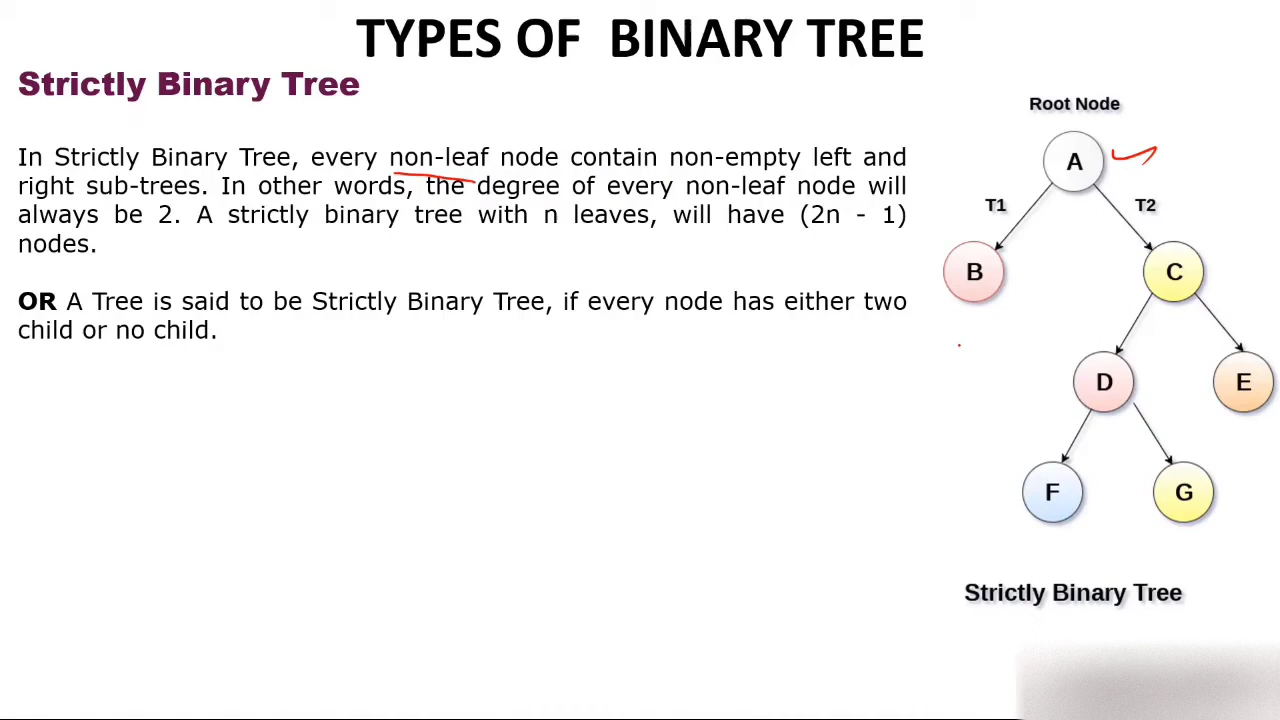 TYPES OF BINARY TREE
Strictly Binary Tree
In Strictly Binary Tree, every non-leaf node contain non-empty left and
right sub-trees. In other words, the degree of every non-leaf node will
always be 2. A strictly binary tree with n leaves, will have (2n - 1)
nodes.
OR A Tree is said to be Strictly Binary Tree, if every node has either two
child or no child.
Root Node
A
T1
T2
B
C
D
E
F
G
Strictly Binary Tree